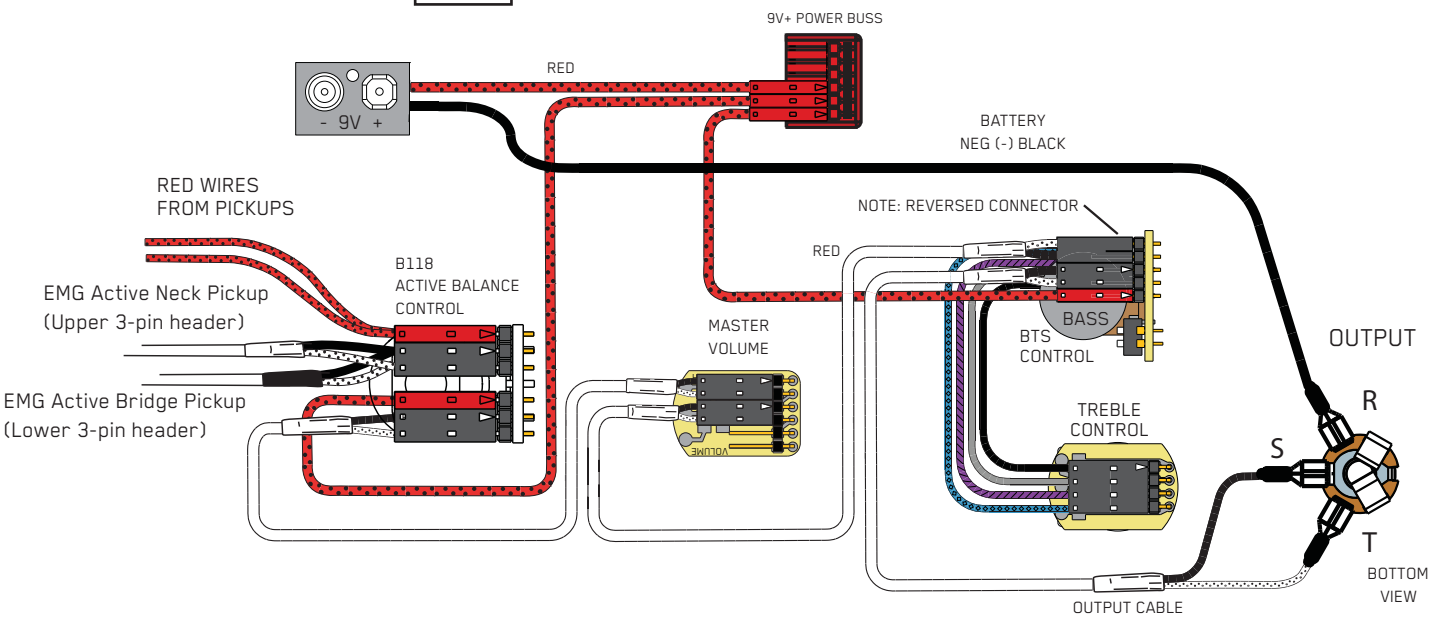 9V+ POWER BUSS
RED
- 9V +
BATTERY
NEG (-) BLACK
RED WIRES
FROM PICKUPS
NOTE: REVERSED CONNECTOR
RED
B118
ACTIVE BALANCE
CONTROL
EMG Active Neck Pickup
(Upper 3-pin header)
MASTER
VOLUME
BASS
BTS
CONTROL
OUTPUT
EMG Active Bridge Pickup
(Lower 3-pin header)
VOLUME
TREBLE
CONTROL
R
S
T
BOTTOM
VIEW
OUTPUT CABLE